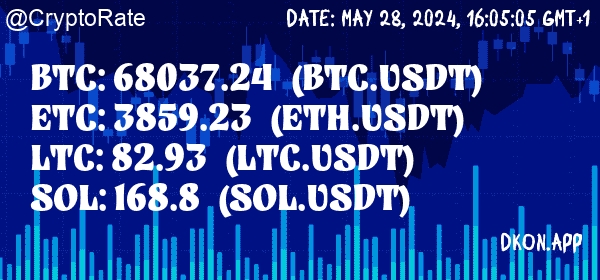 @CryptoRate
DATE: MAY 28, 2024, 16:05:05 GMT+1
BTC: 68037.24 (BTC.USDT)
ETC: 3859.23 (ETH.USDT)
LTC: 82.93 (LTC.USDT)
SOL: 168.8 (SOL.USDT)
DKON.APP